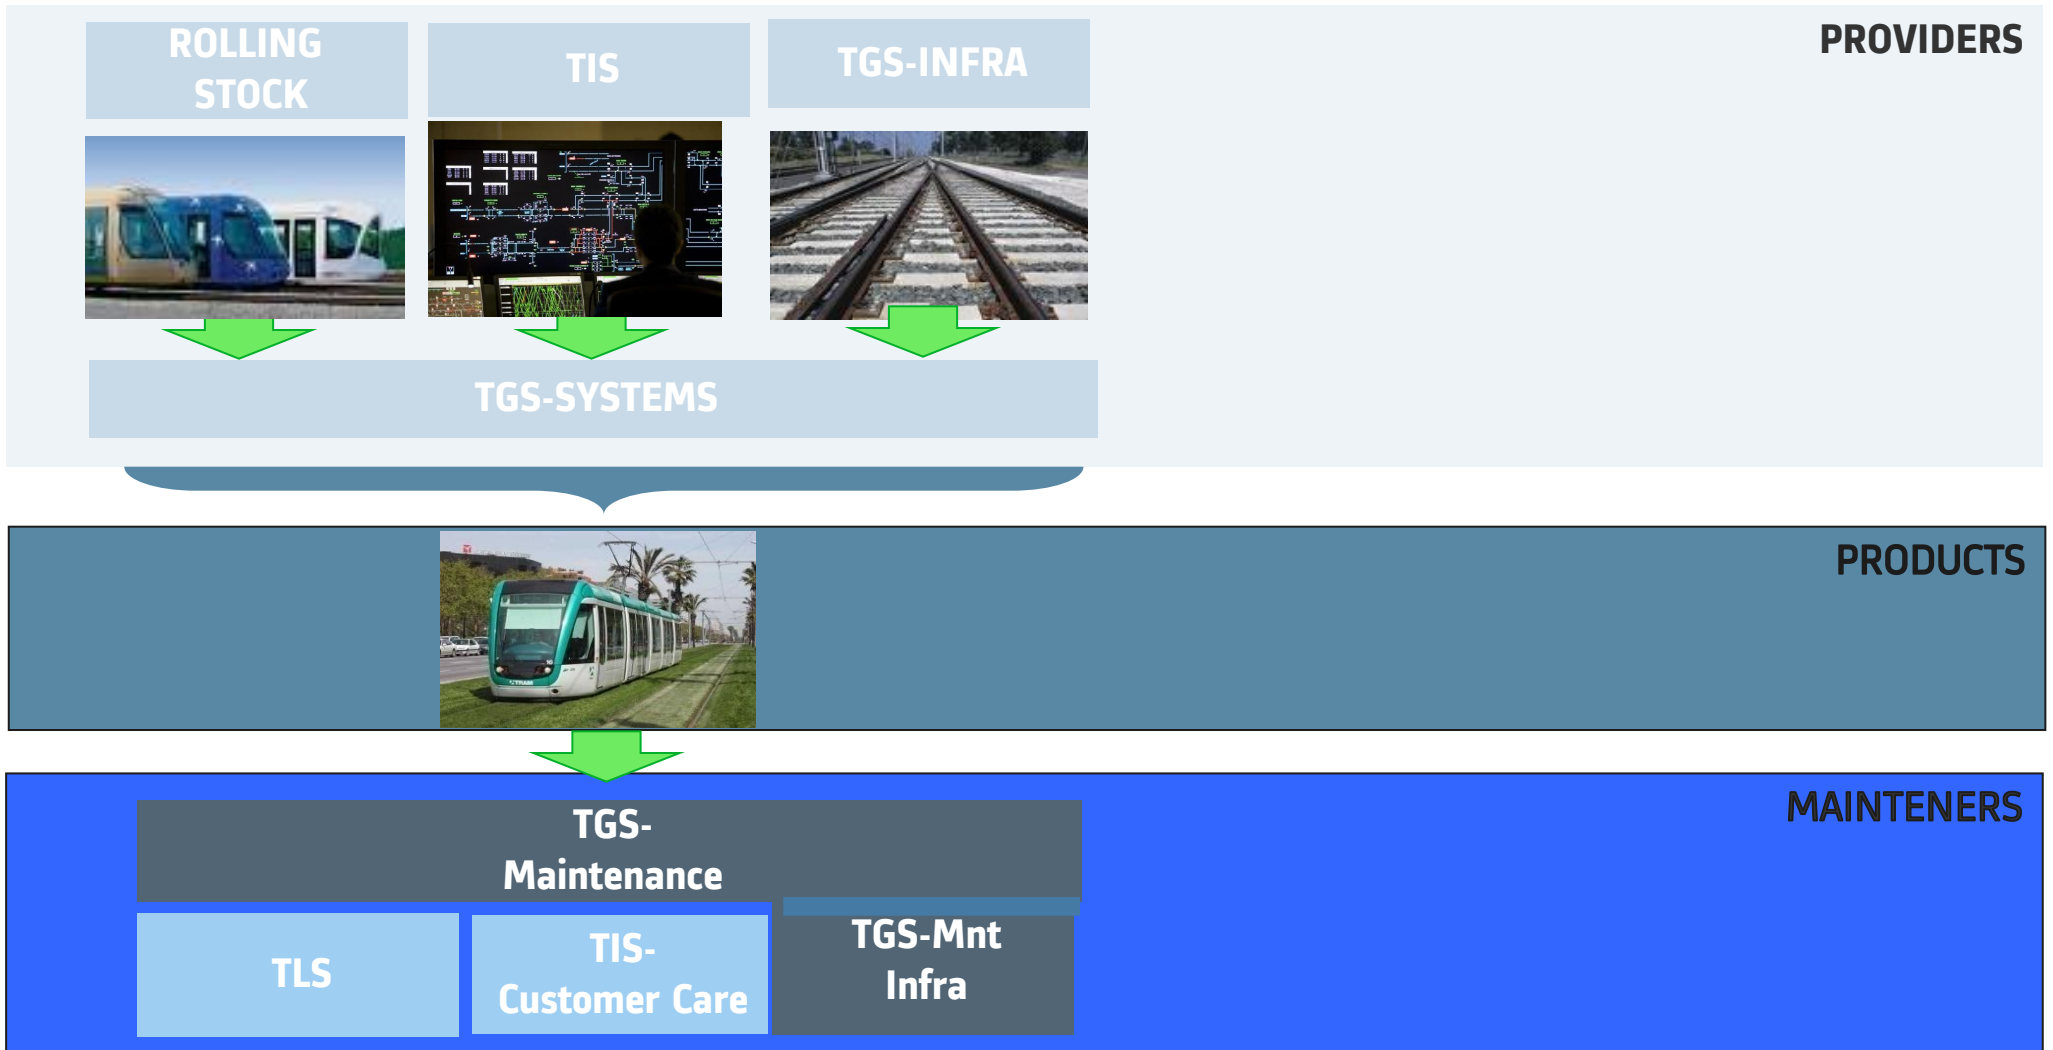 PROVIDERS
ROLLING
STOCK
TIS
TGS-INFRA
TGS-SYSTEMS
PRODUCTS
MAINTENERS
TGS-
Maintenance
TLS
TIS-
Customer Care
TGS-Mnt
Infra